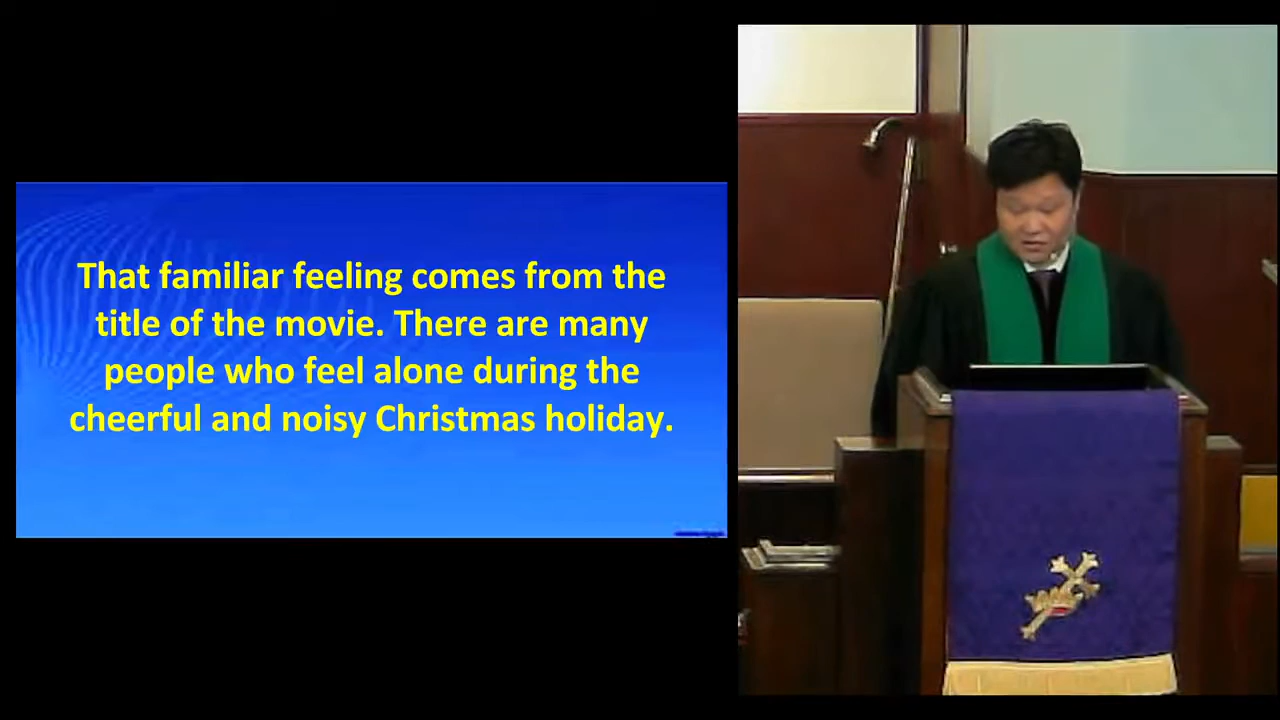 That familiar feeling comes from the
title of the movie. There are many
people who feel alone during the
cheerful and noisy Christmas holiday.